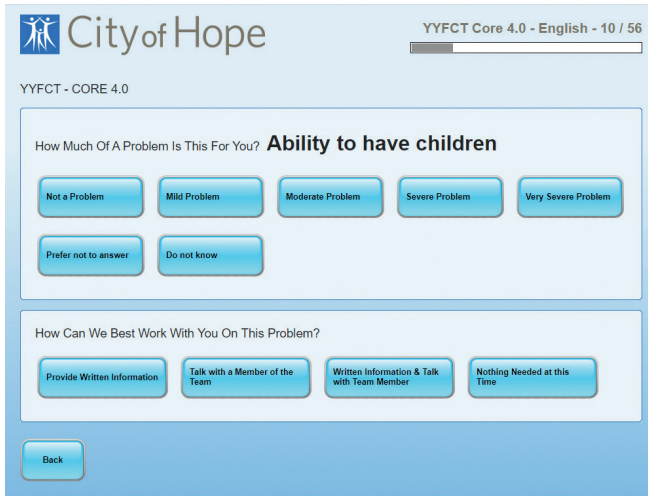 City of Hope
YYFCT Core 4.0 - English - 10 / 56
YYFCT - CORE 4.0
How Much Of A Problem Is This For You? Ability to have children
Not a Problem
Mild Problem
Moderate Problem
Severe Problem
Very Severe Problem
Prefer not to answer
Do not know
How Can We Best Work With You On This Problem?
Provide Written Information
Talk with a Member of the
Team
Written Information & Talk
with Team Member
Nothing Needed at this
Time
Back